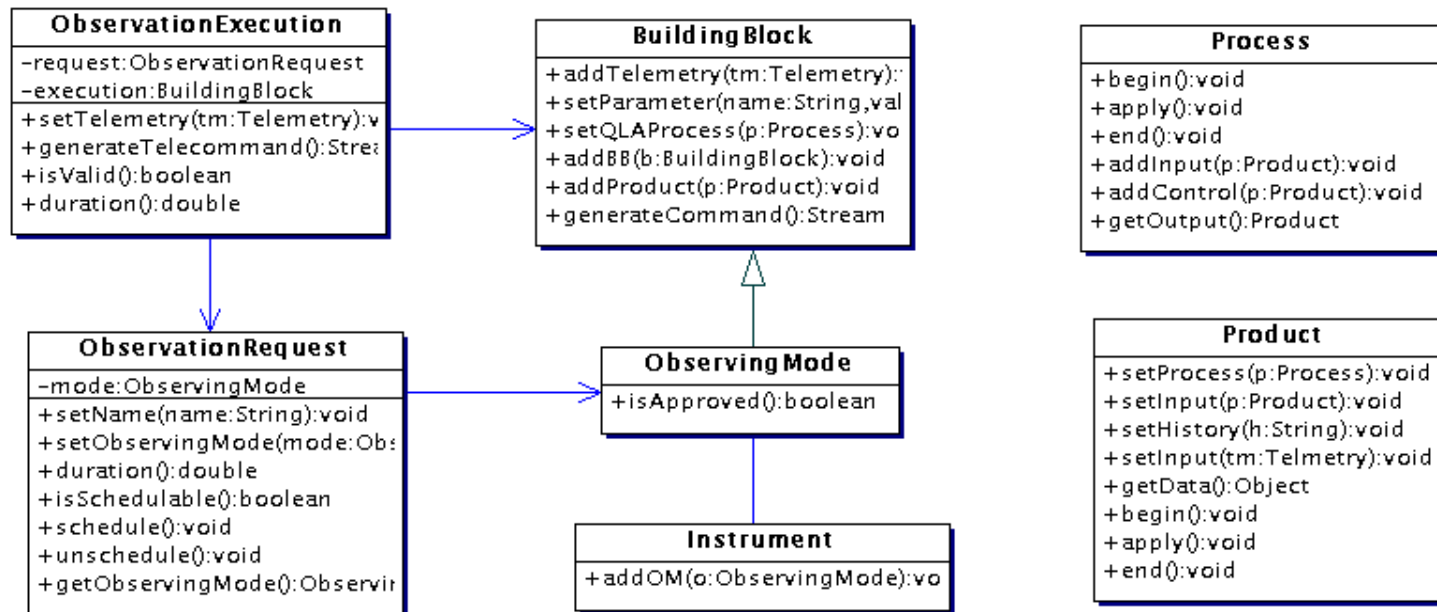 ObservationExecution
-request:ObservationRequest
-execution:BuildingBlock
+setTelemetry(tm:Telemetry):v
+generateTelecommand():Strea
+isValid():boolean
+duration():double
BuildingBlock
+addTelemetry(tm:Telemetry):
+setParameter(name:String,val
+setQLAProcess(p:Process):vo
+addBB(b:BuildingBlock):void
+addProduct(p:Product):void
+generateCommand():Stream
Process
+begin():void
+apply():void
+end():void
+addInput(p:Product):void
+addControl(p:Product):void
+getOutput():Product
ObservationRequest
-mode:ObservingMode
+setName(name:String):void
+setObservingMode(mode:Obs
+duration():double
+isSchedulable():boolean
+schedule():void
+unschedule():void
+getObservingMode():Observin
ObservingMode
+isApproved():boolean
Instrument
+addOM(o:ObservingMode):vo
Product
+setProcess(p:Process):void
+setInput(p:Product):void
+setHistory(h:String):void
+setInput(tm:Telmetry):void
+getData():Object
+begin():void
+apply():void
+end():void